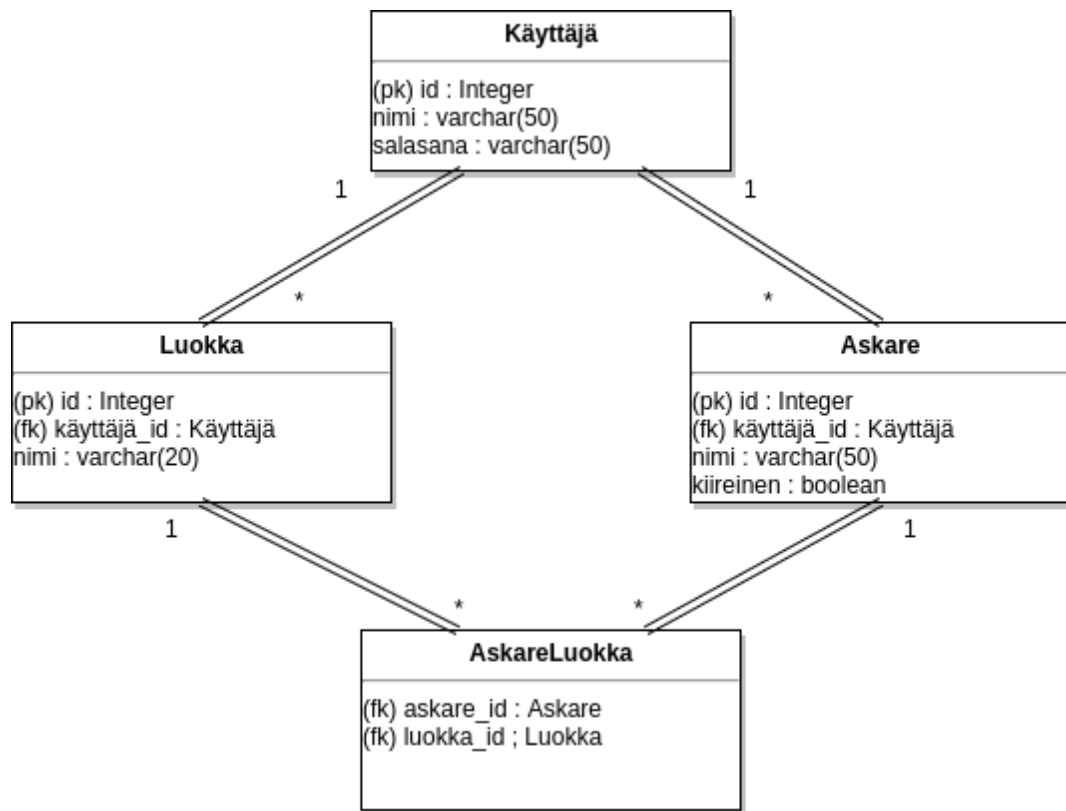 Käyttäjä
(pk) id : Integer
nimi : varchar(50)
salasana : varchar(50)
1
1
*
*
Luokka
(pk) id : Integer
(fk) käyttäjä_id : Käyttäjä
nimi : varchar(20)
Askare
(pk) id : Integer
(fk) käyttäjä_id : Käyttäjä
nimi : varchar(50)
kiireinen : boolean
1
1
*
*
AskareLuokka
(fk) askare_id : Askare
(fk) luokka_id ; Luokka